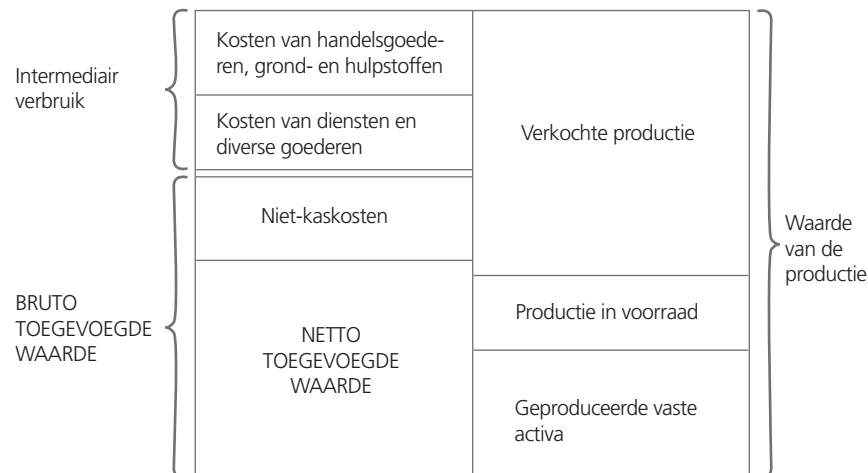 Intermediair
verbruik
Kosten van handelsgoede-
ren, grond- en hulpstoffen
Kosten van diensten en
diverse goederen
Verkochte productie
Niet-kaskosten
Waarde
van de
productie
BRUTO
TOEGEVOEGDE
WAARDE
NETTO
TOEGEVOEGDE
WAARDE
Productie in voorraad
Geproduceerde vaste
activa